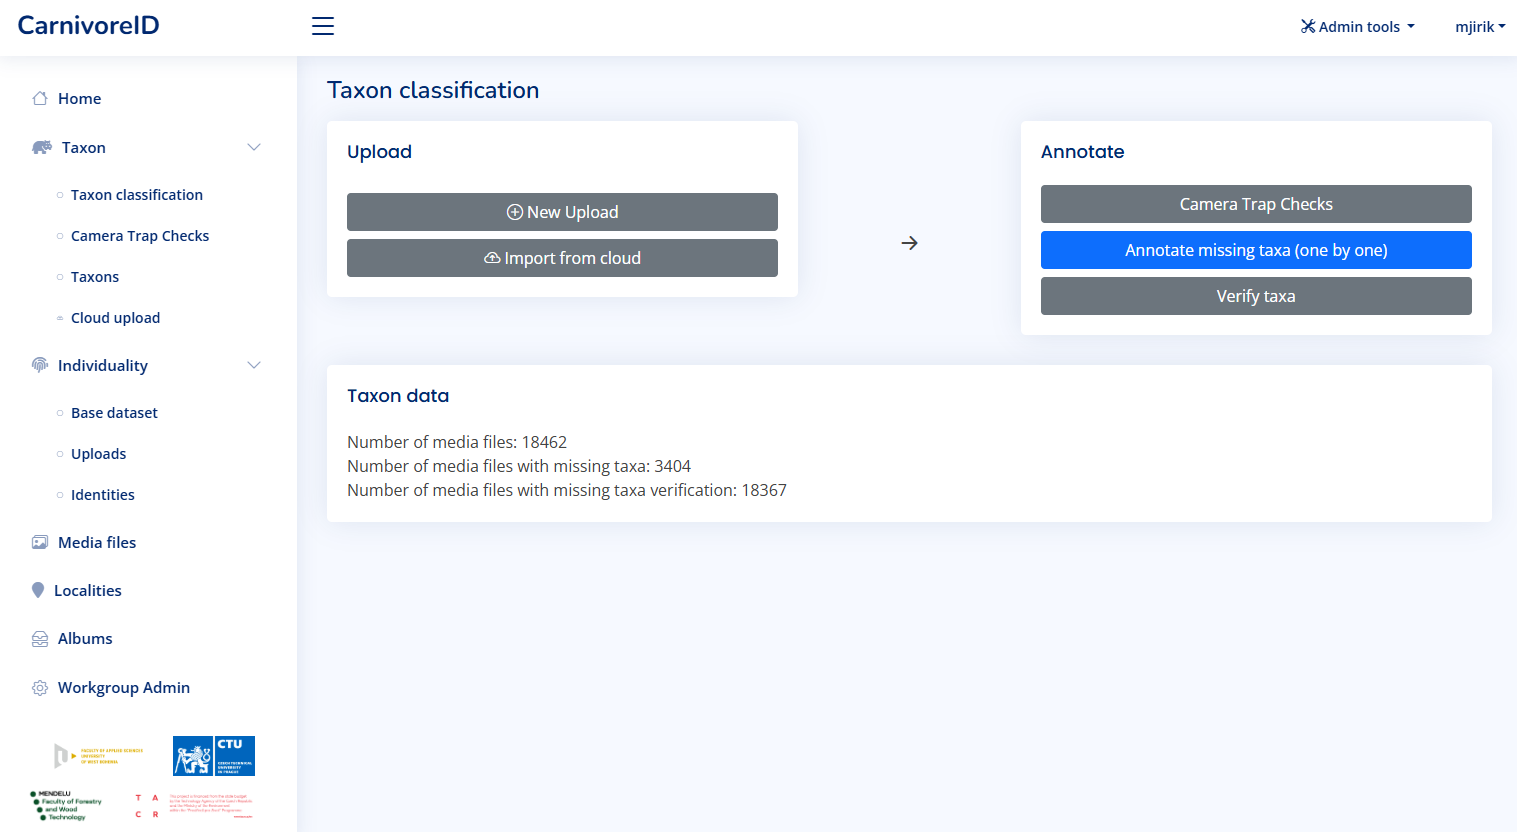 CarnivoreID
Admin tools
mjirik
Home
Taxon
Taxon classification
Camera Trap Checks
Taxons
Cloud upload
Individuality
Base dataset
Uploads
Identities
Media files
Localities
Albums
Workgroup Admin
FACULTY OF APPLIED SCIENCES
UNIVERSITY
OF WEST BOHEMIA
CTU
CZECH TECHNICAL
UNIVERSITY
IN PRAGUE
MENDELU
Faculty of Forestry
and Wood
Technology
T A
C R
Taxon classification
Upload
New Upload
Import from cloud
Annotate
Camera Trap Checks
Annotate missing taxa (one by one)
Verify taxa
Taxon data
Number of media files: 18462
Number of media files with missing taxa: 3404
Number of media files with missing taxa verification: 18367